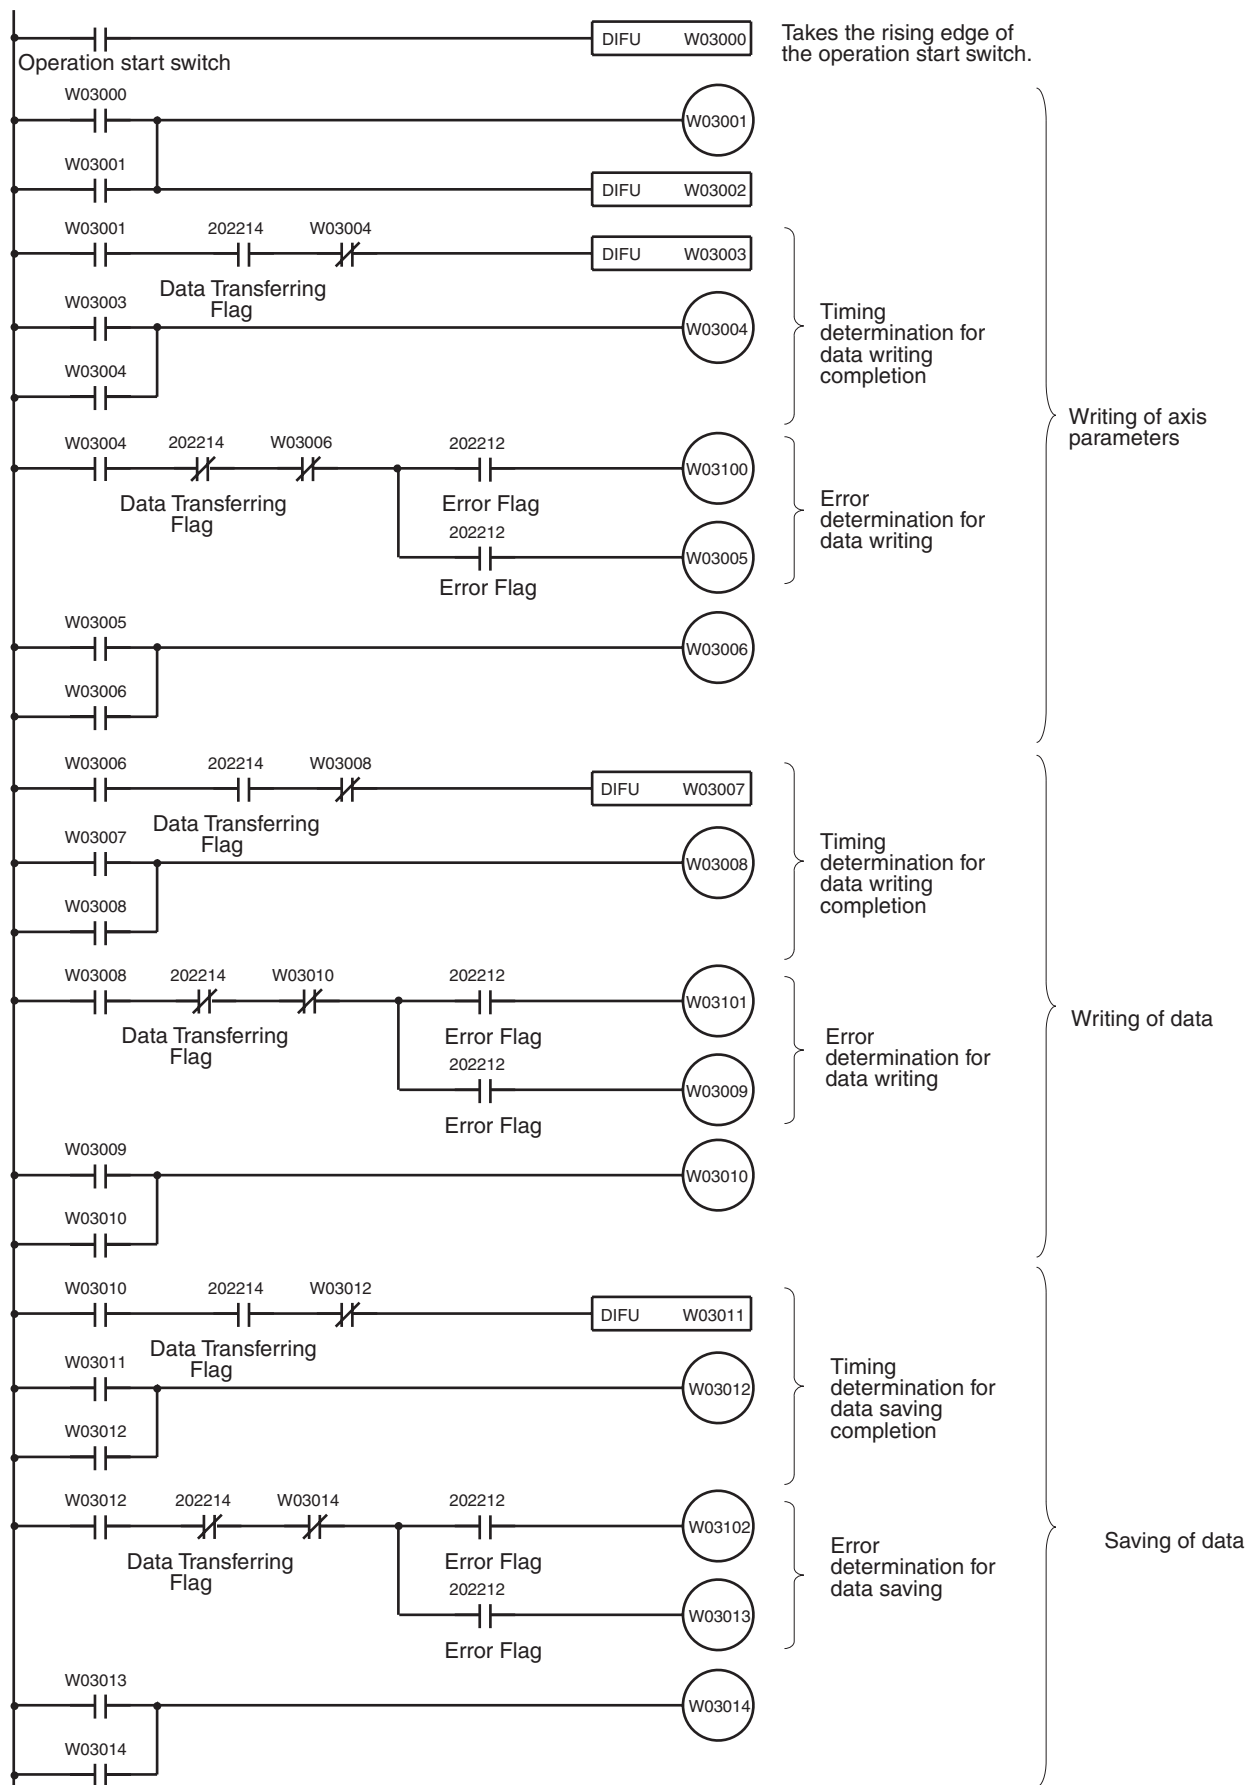 DIFU W03000
Takes the rising edge of
the operation start switch.
Operation start switch
W03000
W03001
W03001
DIFU W03002
W03001 202214 W03004
DIFU W03003
Data Transferring
Flag
W03003
W03004
W03004
Timing
determination for
data writing
completion
Writing of axis
parameters
W03004 202214 W03006 202212
W03100
Data Transferring
Flag
Error Flag
202212
W03005
Error Flag
Error
determination for
data writing
W03005
W03006
W03006
W03006 202214 W03008
DIFU W03007
Data Transferring
Flag
W03007
W03008
W03008
Timing
determination for
data writing
completion
W03008 202214 W03010 202212
W03101
Data Transferring
Flag
Error Flag
202212
W03009
Error Flag
Error
determination for
data writing
Writing of data
W03009
W03010
W03010
W03010 202214 W03012
DIFU W03011
Data Transferring
Flag
W03011
W03012
W03012
Timing
determination for
data saving
completion
W03012 202214 W03014 202212
W03102
Data Transferring
Flag
Error Flag
202212
W03013
Error Flag
Error
determination for
data saving
Saving of data
W03013
W03014
W03014